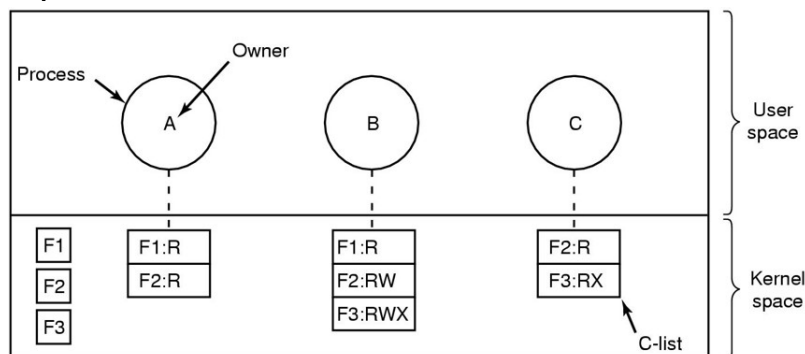 Owner
Process
A
B
C
User
space
F1
F2
F3
F1:R
F2:R
F1:R
F2:RW
F3:RWX
F2:R
F3:RX
Kernel
space
C-list